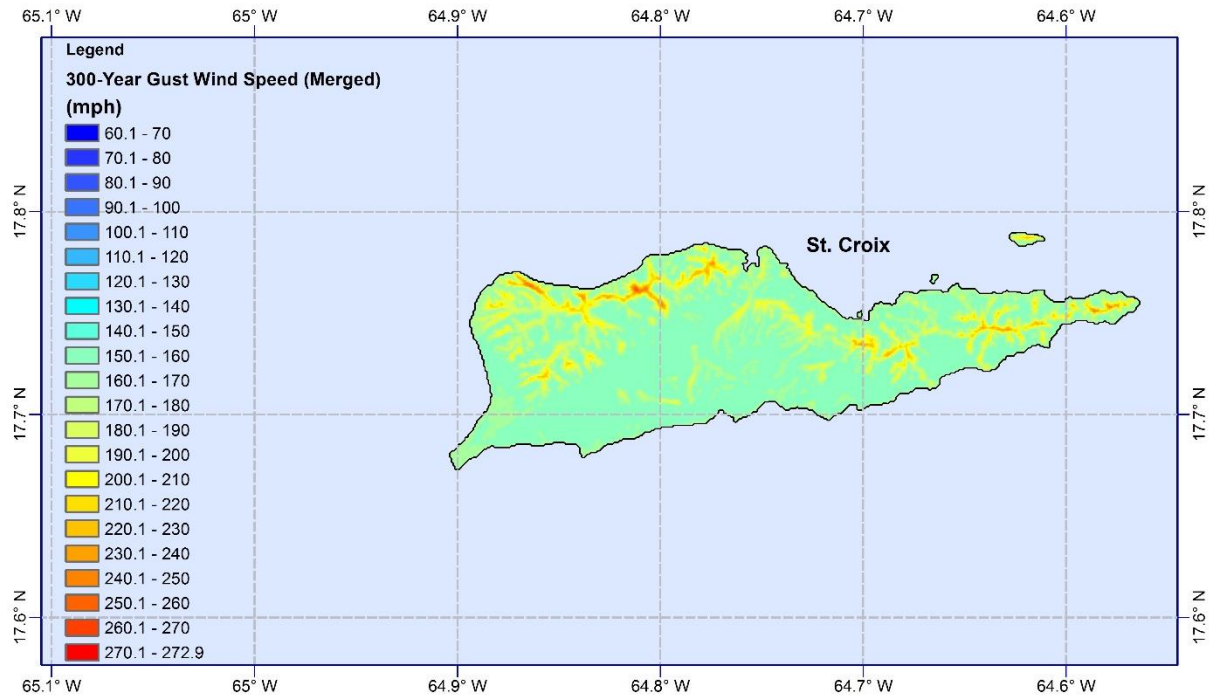 65.1° W 65° W 64.9° W 64.8° W 64.7° W 64.6° W
Legend
300-Year Gust Wind Speed (Merged)
(mph)
60.1 - 70
70.1 - 80
80.1 - 90
90.1 - 100
100.1 - 110
110.1 - 120
120.1 - 130
130.1 - 140
140.1 - 150
150.1 - 160
160.1 - 170
170.1 - 180
180.1 - 190
190.1 - 200
200.1 - 210
210.1 - 220
220.1 - 230
230.1 - 240
240.1 - 250
250.1 - 260
260.1 - 270
270.1 - 272.9
St. Croix
17.8° N
17.7° N
17.6° N
17.8° N
17.7° N
17.6° N
65.1° W 65° W 64.9° W 64.8° W 64.7° W 64.6° W